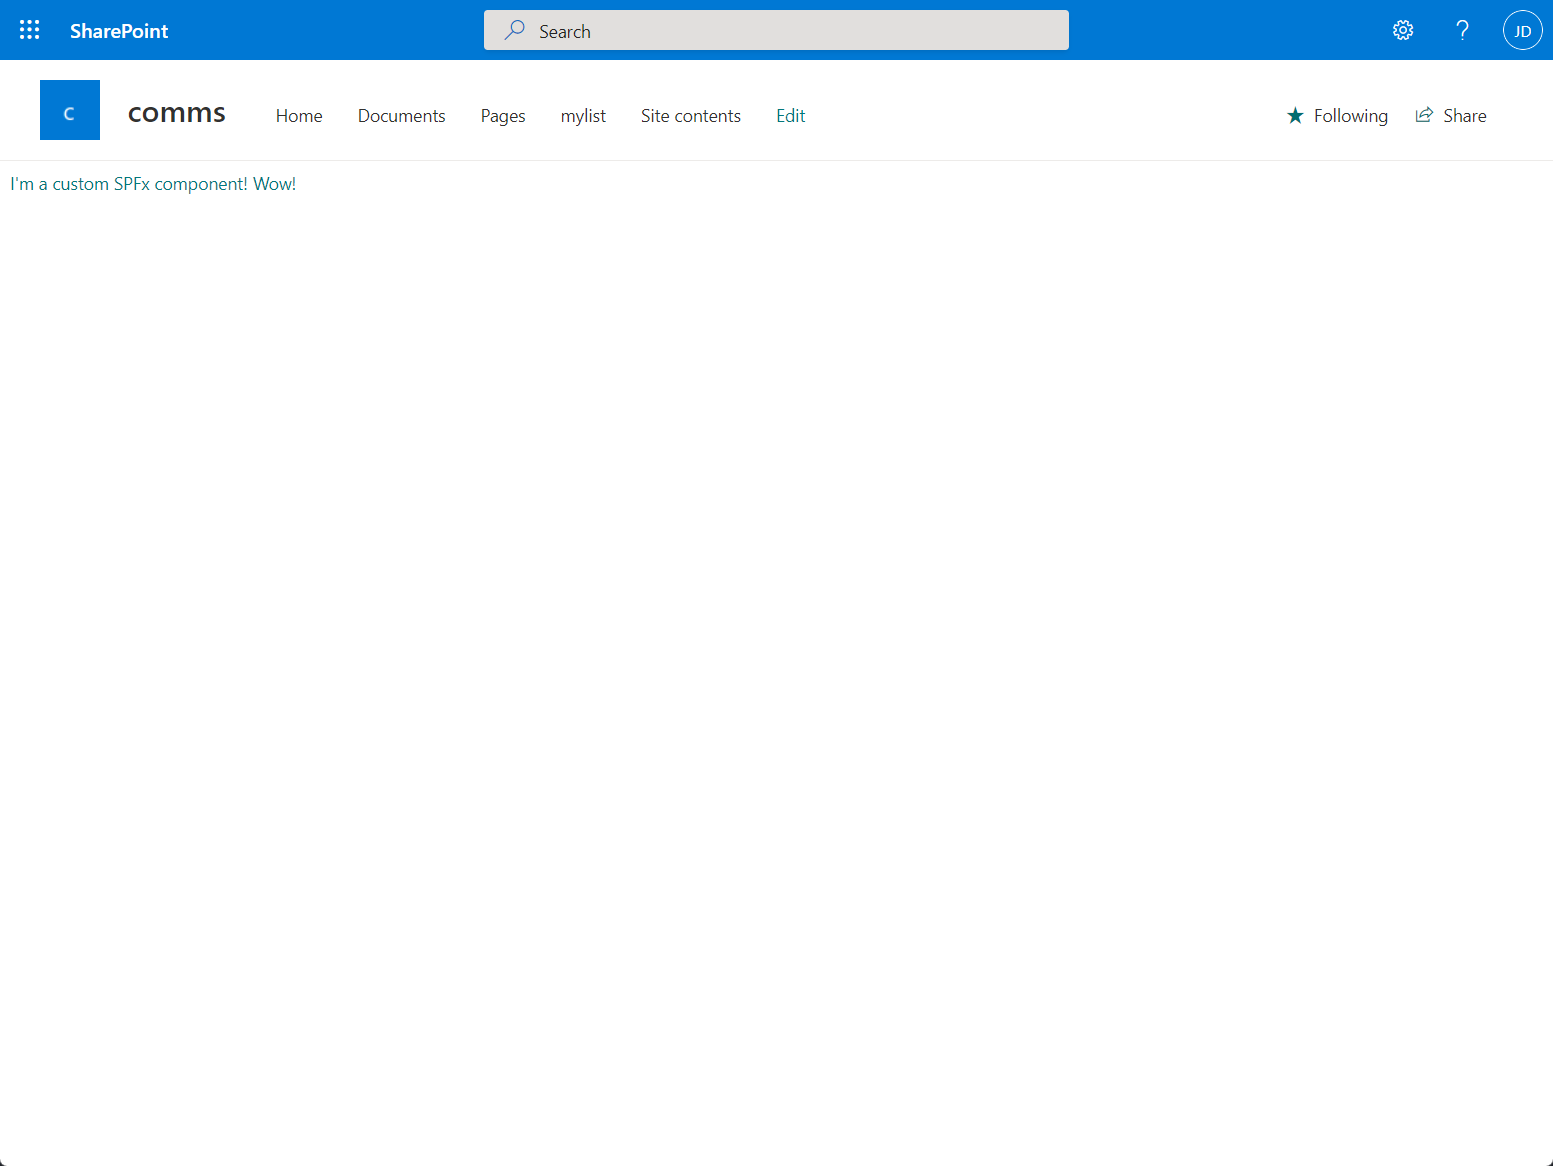 SharePoint Search ? JD
C comms Home Documents Pages mylist Site contents Edit Following Share
I'm a custom SPFx component! Wow!